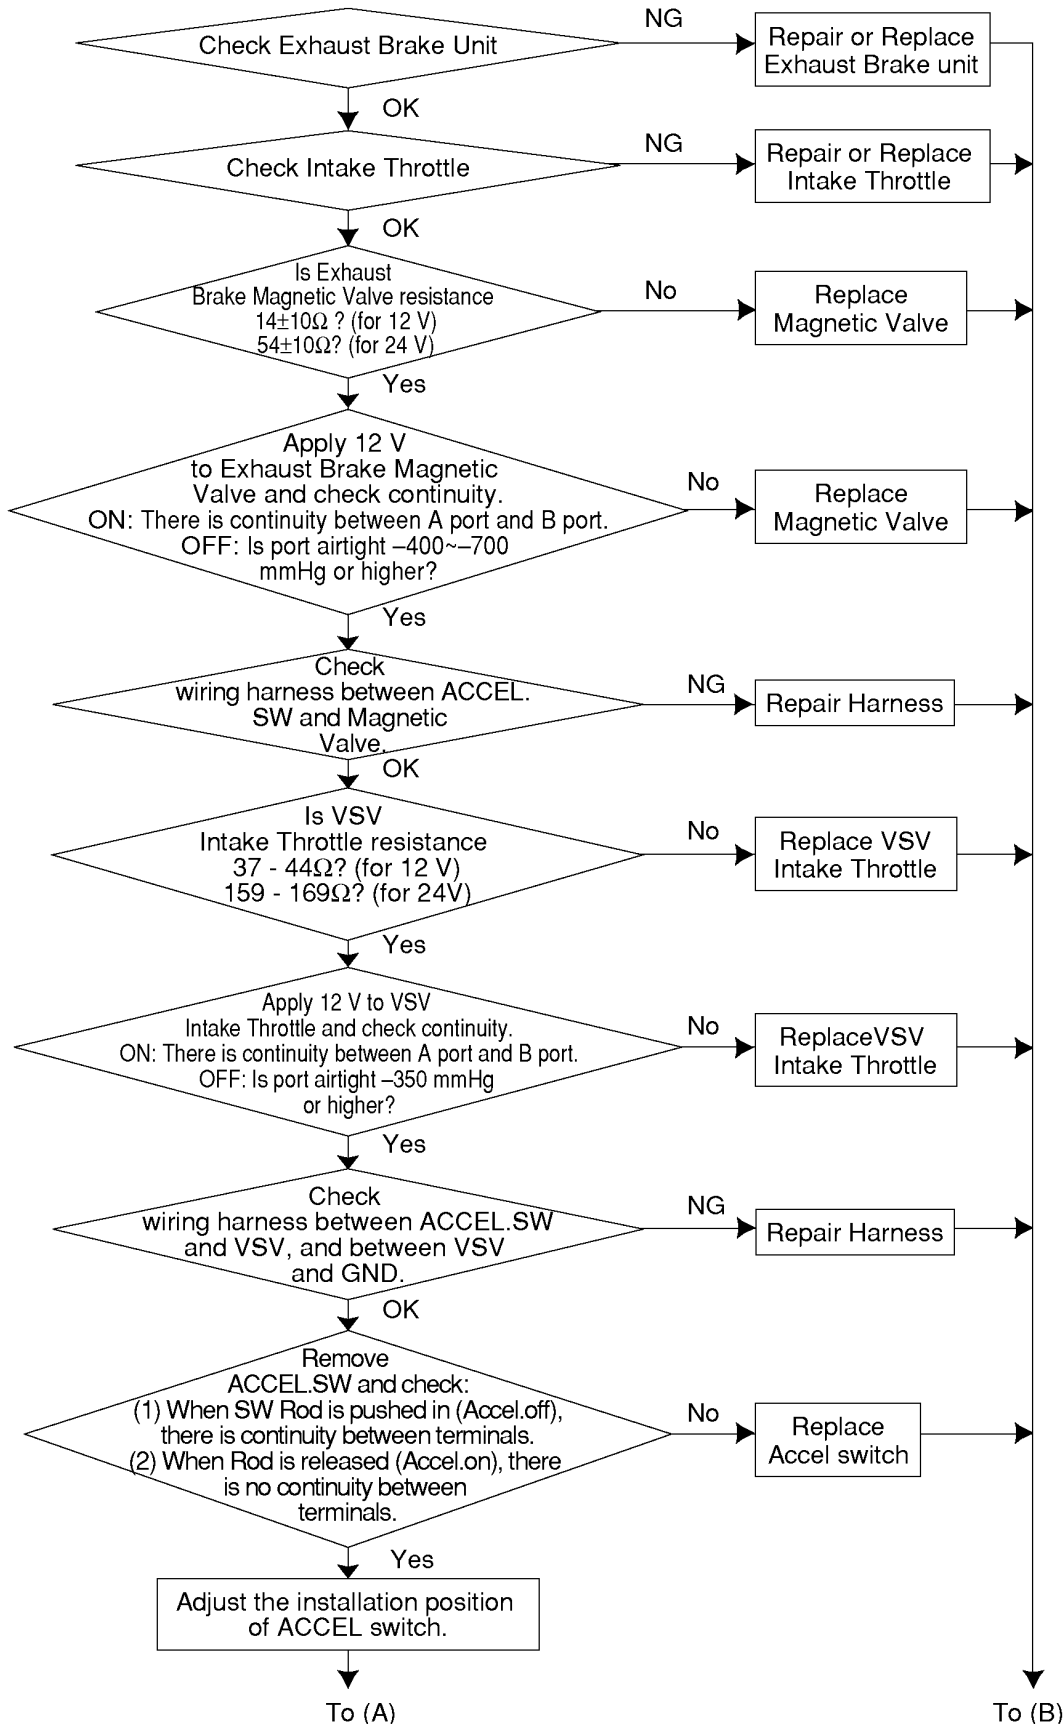 Check Exhaust Brake Unit
NG
Repair or Replace
Exhaust Brake unit
OK
Check Intake Throttle
NG
Repair or Replace
Intake Throttle
OK
Is Exhaust
Brake Magnetic Valve resistance
14±10Ω ? (for 12 V)
54±10Ω? (for 24 V)
No
Replace
Magnetic Valve
Yes
Apply 12 V
to Exhaust Brake Magnetic
Valve and check continuity.
ON: There is continuity between A port and B port.
OFF: Is port airtight –400~–700
mmHg or higher?
No
Replace
Magnetic Valve
Yes
Check
wiring harness between ACCEL.
SW and Magnetic
Valve.
NG
Repair Harness
OK
Is VSV
Intake Throttle resistance
37 - 44Ω? (for 12 V)
159 - 169Ω? (for 24V)
No
Replace VSV
Intake Throttle
Yes
Apply 12 V to VSV
Intake Throttle and check continuity.
ON: There is continuity between A port and B port.
OFF: Is port airtight –350 mmHg
or higher?
No
ReplaceVSV
Intake Throttle
Yes
Check
wiring harness between ACCEL.SW
and VSV, and between VSV
and GND.
NG
Repair Harness
OK
Remove
ACCEL.SW and check:
(1) When SW Rod is pushed in (Accel.off),
there is continuity between terminals.
(2) When Rod is released (Accel.on), there
is no continuity between
terminals.
No
Replace
Accel switch
Yes
Adjust the installation position
of ACCEL switch.
To (A)
To (B)